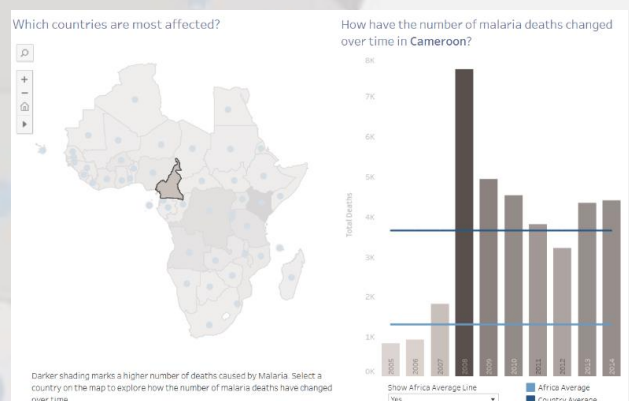 Which countries are most affected?
+
−
Darker shading marks a higher number of deaths caused by Malaria. Select a
country on the map to explore how the number of malaria deaths have changed
over time.
How have the number of malaria deaths changed
over time in Cameroon?
Total Deaths
8K
7K
6K
5K
4K
3K
2K
1K
0K
2005
2006
2007
2008
2009
2010
2011
2012
2013
2014
Show Africa Average Line
Yes
Africa Average
Country Average